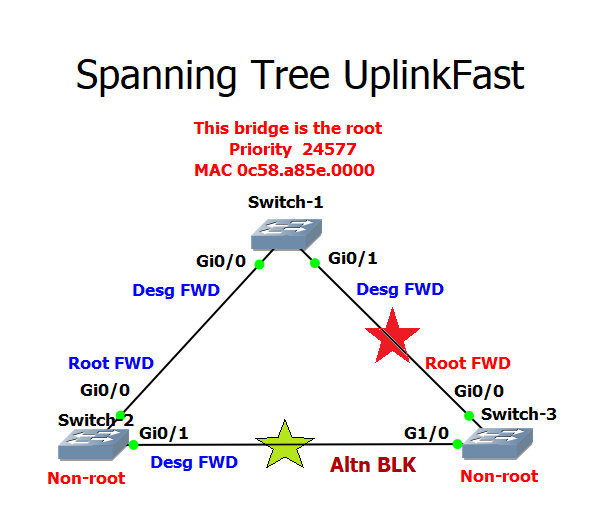 Spanning Tree UplinkFast
This bridge is the root
Priority 24577
MAC 0c58.a85e.0000
Switch-1
Gi0/0
Gi0/1
Desg FWD
Desg FWD
Root FWD
Root FWD
Gi0/0
Gi0/0
Switch-2
Switch-3
Gi0/1
G1/0
Desg FWD
Altn BLK
Non-root
Non-root